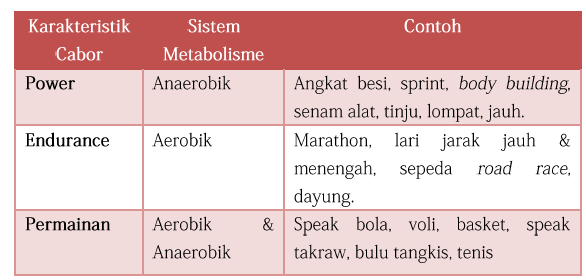 Karakteristik Cabor Sistem Metabolisme Contoh
Power Anaerobik Angkat besi, sprint, body building,
senam alat, tinju, lompat, jauh.
Endurance Aerobik Marathon, lari jarak jauh &
menengah, sepeda road race,
dayung.
Permainan Aerobik & Speak bola, voli, basket, speak
Anaerobik takraw, bulu tangkis, tenis